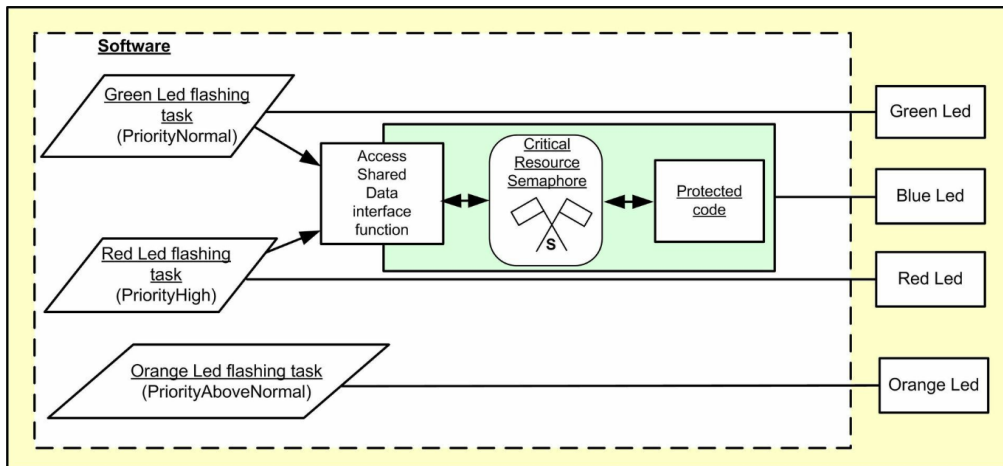 Software
Green Led flashing
task
(PriorityNormal)
Access
Shared
Data
interface
function
Critical
Resource
Semaphore
S
Protected
code
Green Led
Blue Led
Red Led flashing
task
(PriorityHigh)
Red Led
Orange Led flashing task
(PriorityAboveNormal)
Orange Led